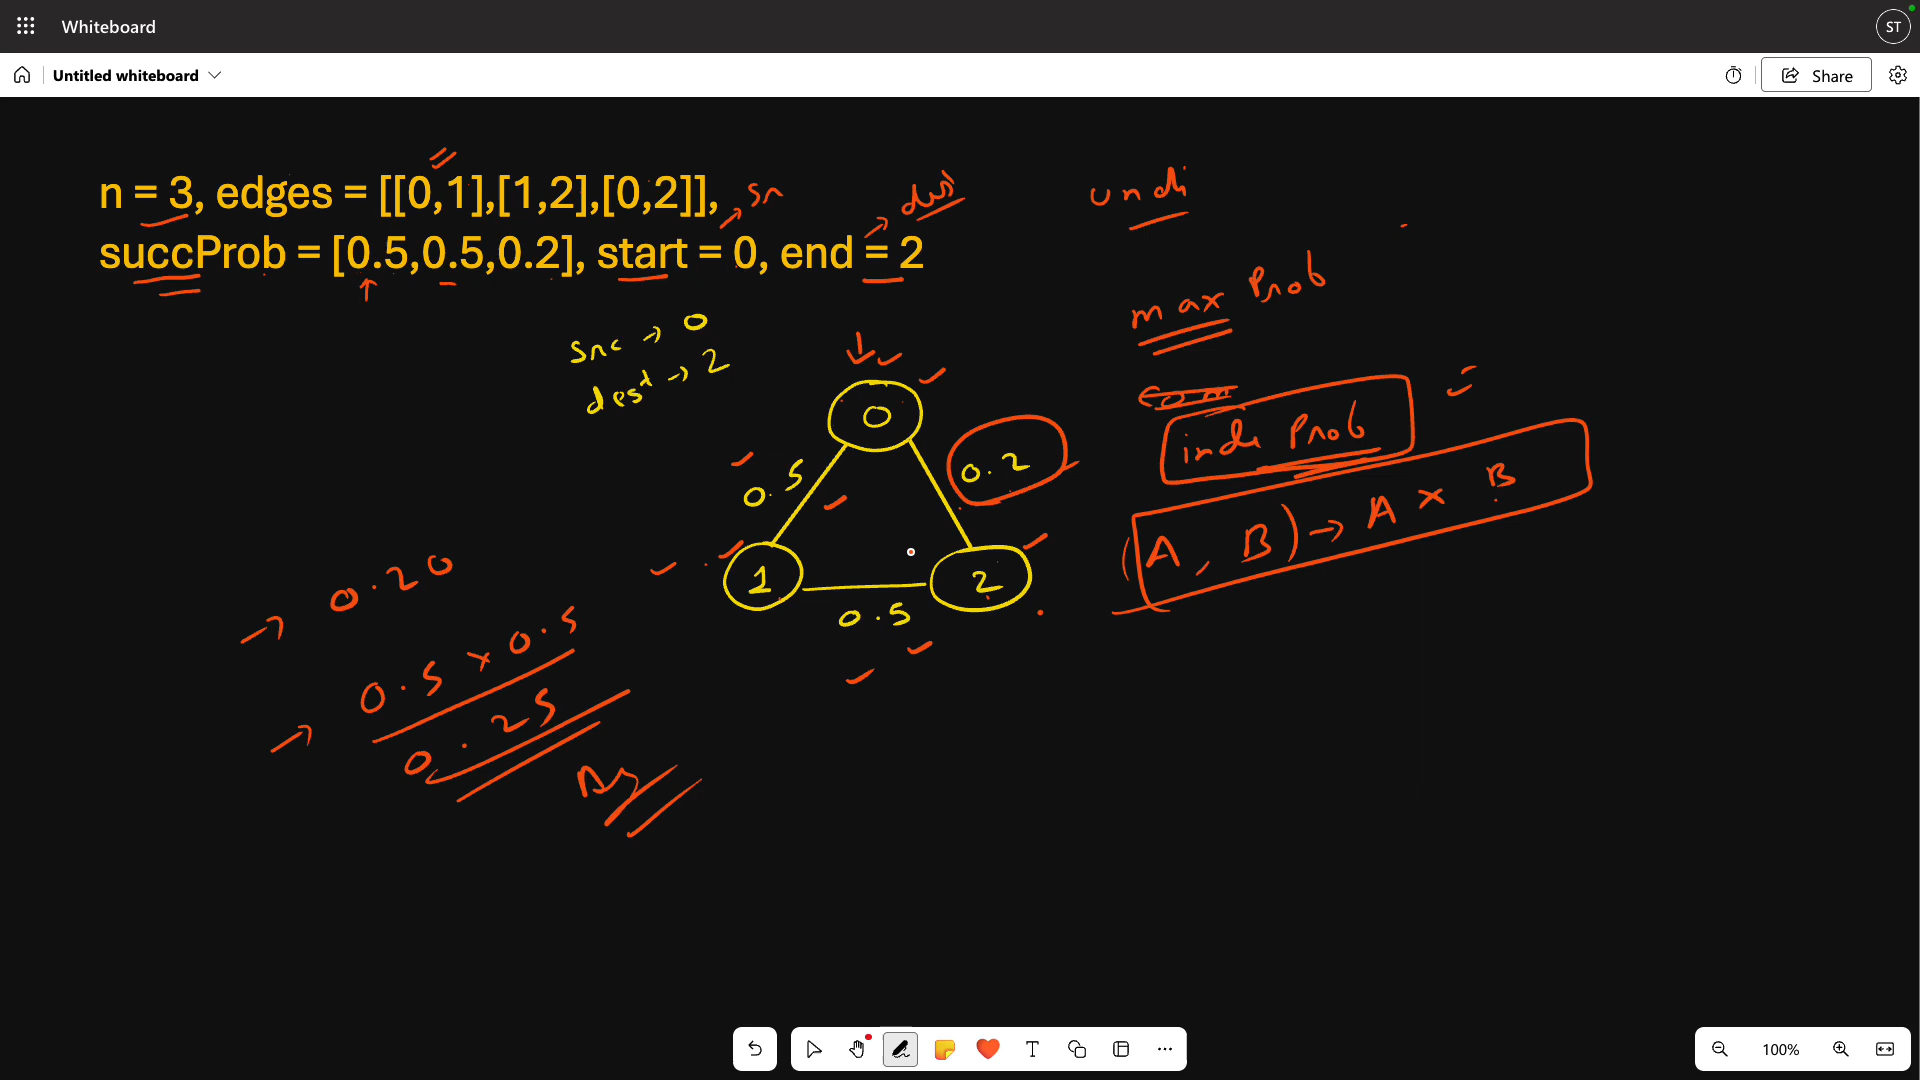 Whiteboard
ST
Untitled whiteboard
Share
n = 3, edges = [[0,1],[1,2],[0,2]],
succProb = [0.5,0.5,0.2], start = 0, end = 2
dest
undi
max Prob
src → 0
dest → 2
0
0.5
0.2
1
2
0.5
inde Prob
(A, B) → A × B
→ 0.20
→ 0.5 × 0.5
0.25
100%